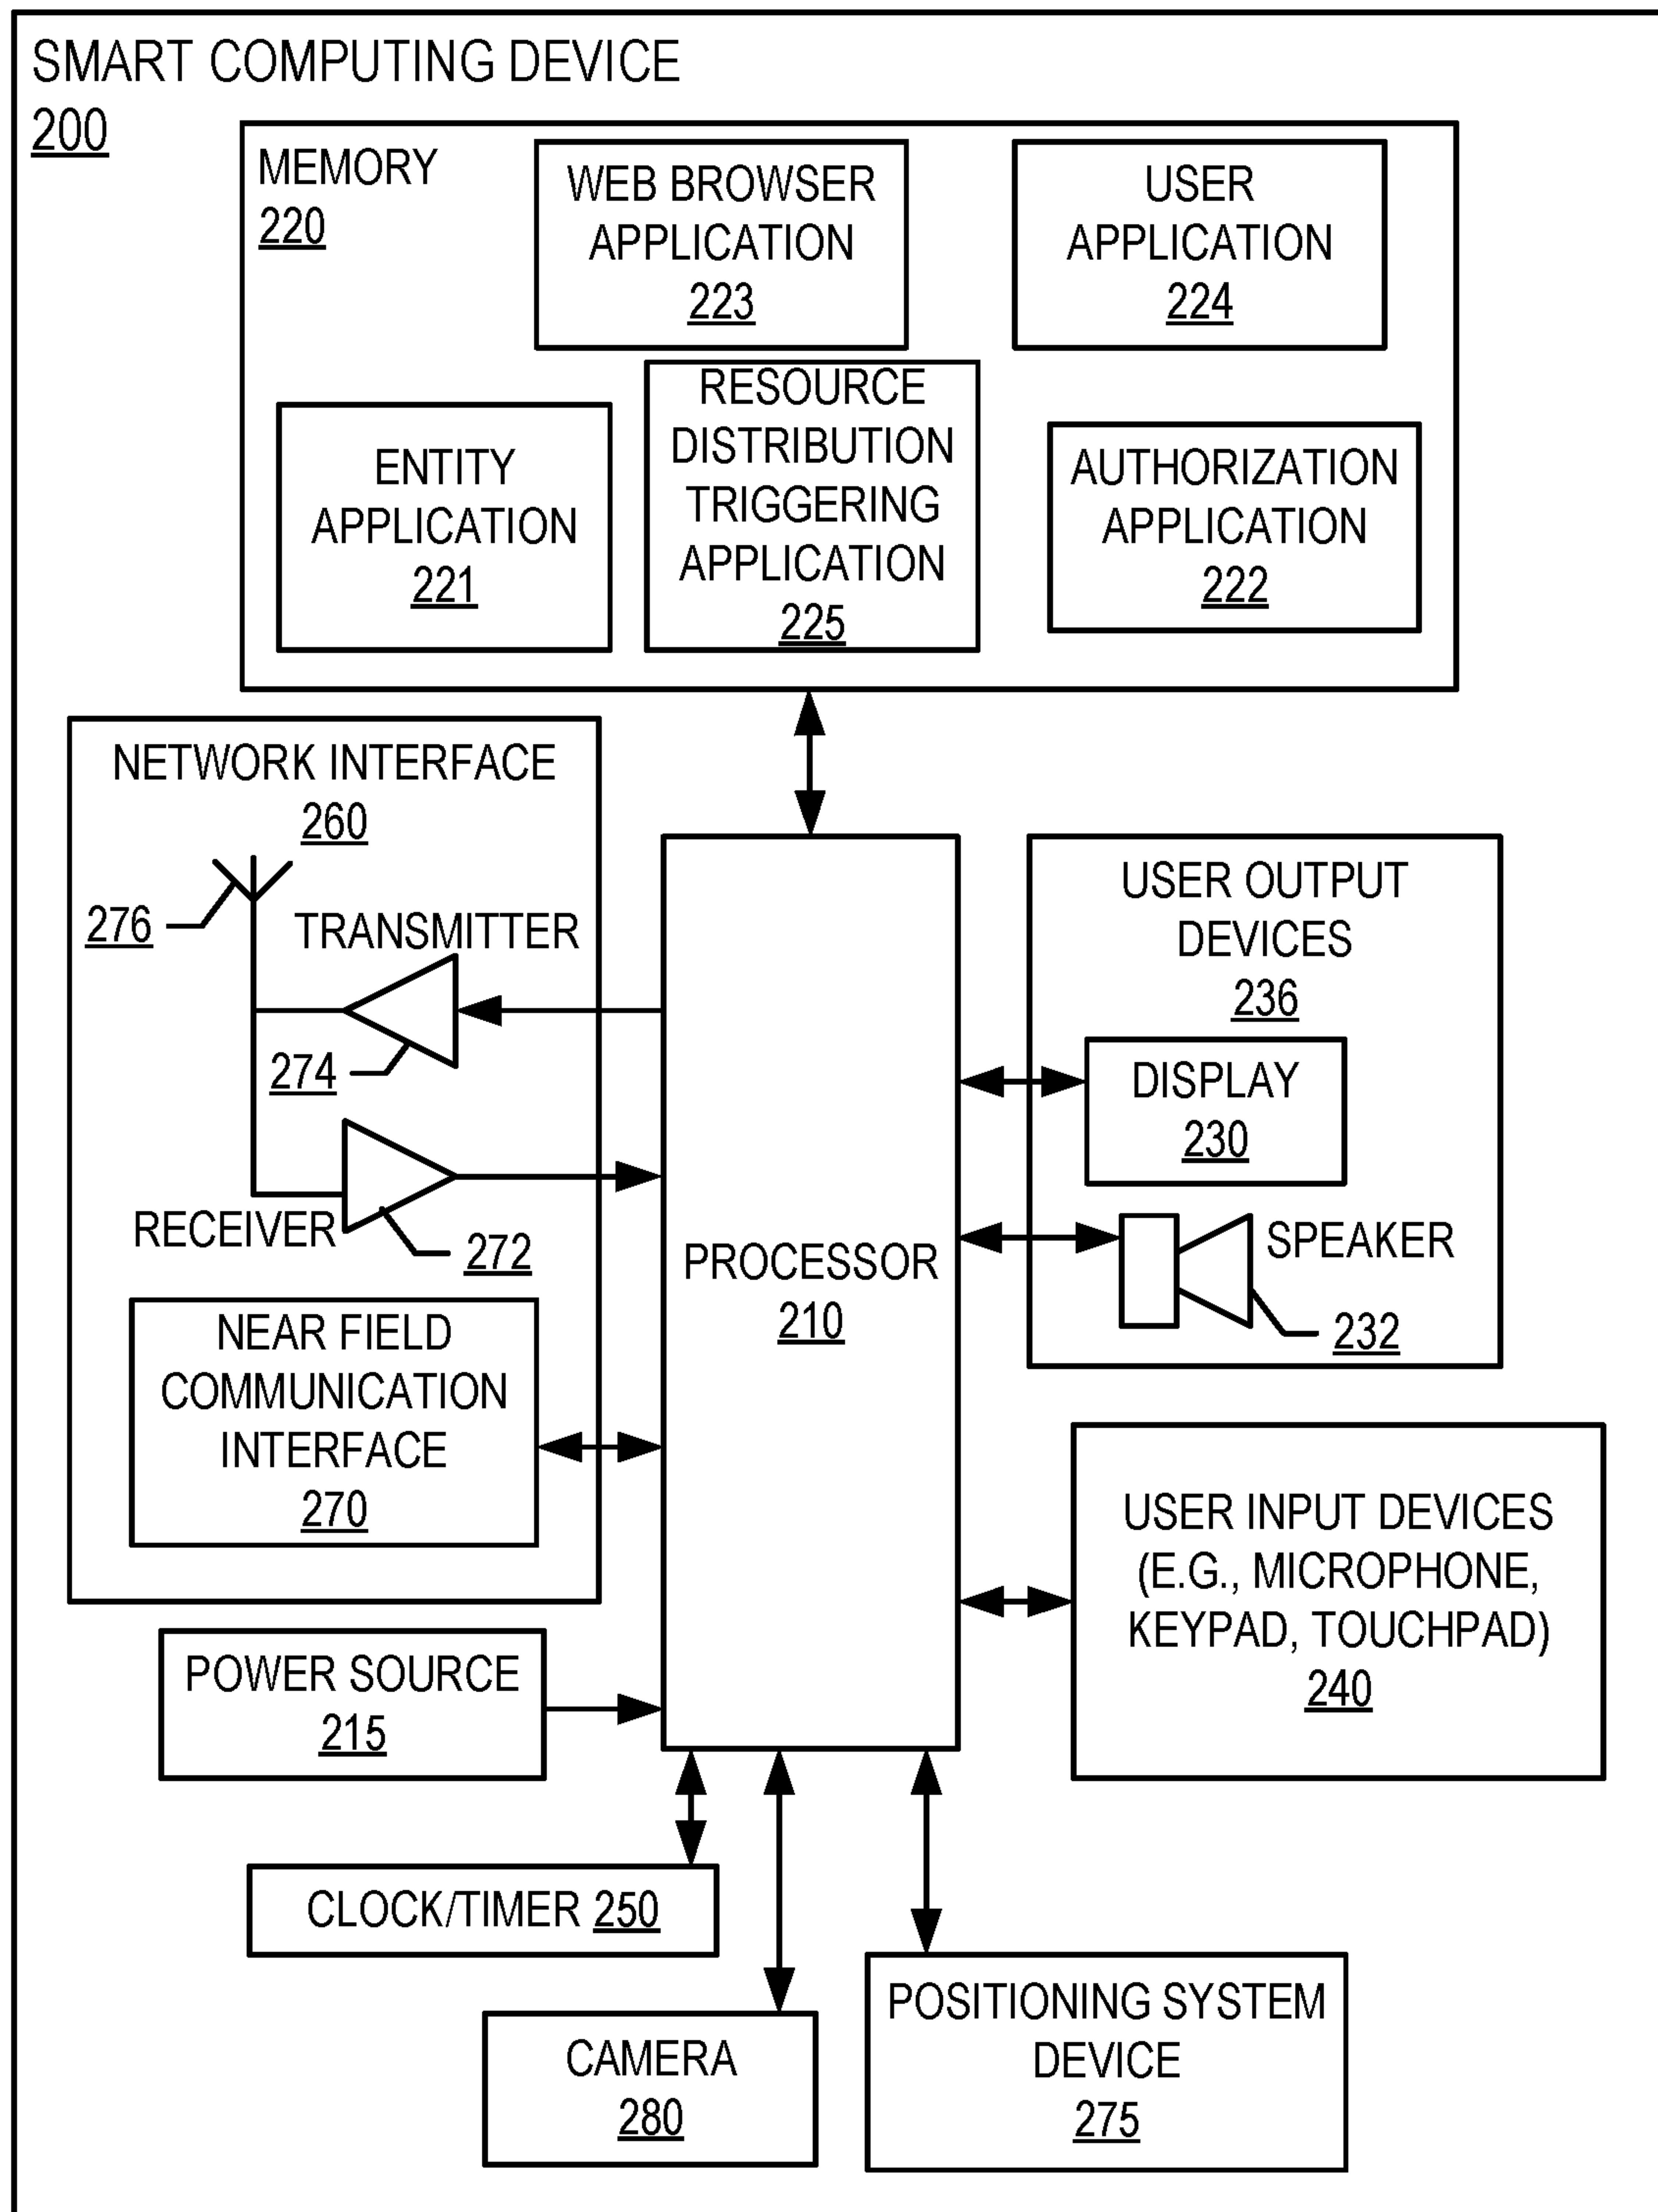 SMART COMPUTING DEVICE
200
MEMORY
220
WEB BROWSER
APPLICATION
223
USER
APPLICATION
224
ENTITY
APPLICATION
221
RESOURCE
DISTRIBUTION
TRIGGERING
APPLICATION
225
AUTHORIZATION
APPLICATION
222
NETWORK INTERFACE
260
276
TRANSMITTER
274
RECEIVER
272
NEAR FIELD
COMMUNICATION
INTERFACE
270
PROCESSOR
210
USER OUTPUT
DEVICES
236
DISPLAY
230
SPEAKER
232
USER INPUT DEVICES
(E.G., MICROPHONE,
KEYPAD, TOUCHPAD)
240
POWER SOURCE
215
CLOCK/TIMER 250
CAMERA
280
POSITIONING SYSTEM
DEVICE
275